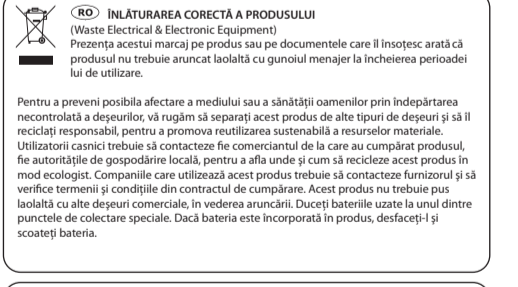 RO ÎNLĂTURAREA CORECTĂ A PRODUSULUI
(Waste Electrical & Electronic Equipment)
Prezența acestui marcaj pe produs sau pe documentele care îl însoțesc arată că
produsul nu trebuie aruncat laolaltă cu gunoiul menajer la încheierea perioadei
lui de utilizare.
Pentru a preveni posibila afectare a mediului sau a sănătății oamenilor prin îndepărtarea
necontrolată a deșeurilor, vă rugăm să separați acest produs de alte tipuri de deșeuri și să îl
reciclați responsabil, pentru a promova reutilizarea sustenabilă a resurselor materiale.
Utilizatorii casnici trebuie să contacteze fie comerciantul de la care au cumpărat produsul,
fie autoritățile de gospodărire locală, pentru a afla unde și cum să recicleze acest produs în
mod ecologist. Companiile care utilizează acest produs trebuie să contacteze furnizorul și să
verifice termenii și condițiile din contractul de cumpărare. Acest produs nu trebuie pus
laolaltă cu alte deșeuri comerciale, în vederea aruncării. Duceți bateriile uzate la unul dintre
punctele de colectare speciale. Dacă bateria este încorporată în produs, desfaceți-l și
scoateți bateria.